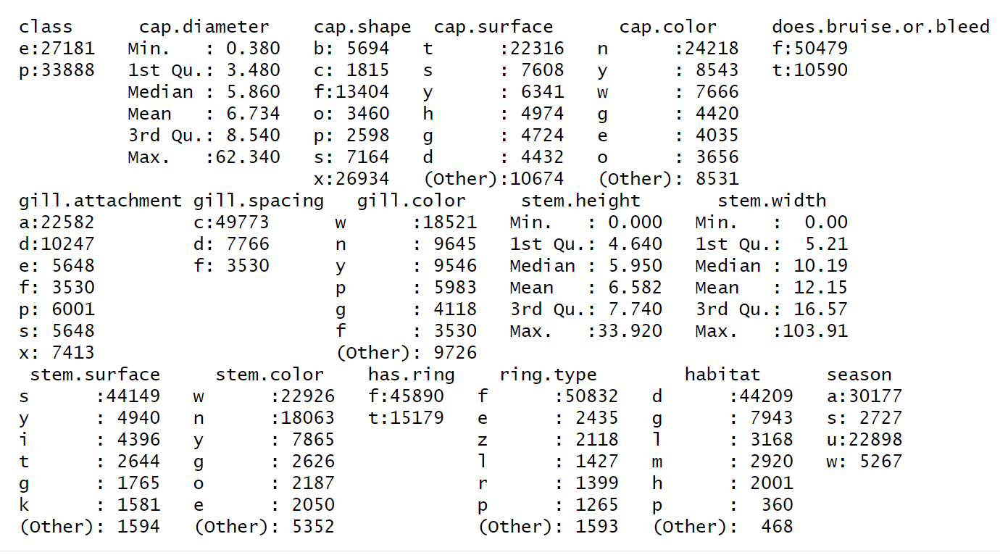 class      cap.diameter    cap.shape  cap.surface      cap.color     does.bruise.or.bleed
e:27181   Min.   : 0.380   b: 5694   t      :22316   n      :24218   f:50479
p:33888   1st Qu.: 3.480   c: 1815   s      : 7608   y      : 8543   t:10590
          Median : 5.860   f:13404   y      : 6341   w      : 7666
          Mean   : 6.734   o: 3460   h      : 4974   g      : 4420
          3rd Qu.: 8.540   p: 2598   g      : 4724   e      : 4035
          Max.   :62.340   s: 7164   d      : 4432   o      : 3656
                           x:26934   (Other):10674   (Other): 8531
gill.attachment gill.spacing   gill.color     stem.height       stem.width
a:22582         c:49773      w      :18521   Min.   : 0.000   Min.   :  0.00
d:10247         d: 7766      n      : 9645   1st Qu.: 4.640   1st Qu.:  5.21
e: 5648         f: 3530      y      : 9546   Median : 5.950   Median : 10.19
f: 3530                      p      : 5983   Mean   : 6.582   Mean   : 12.15
p: 6001                      g      : 4118   3rd Qu.: 7.740   3rd Qu.: 16.57
s: 5648                      f      : 3530   Max.   :33.920   Max.   :103.91
x: 7413                      (Other): 9726
 stem.surface     stem.color    has.ring    ring.type        habitat      season
s      :44149   w      :22926   f:45890   f      :50832   d      :44209   a:30177
y      : 4940   n      :18063   t:15179   e      : 2435   g      : 7943   s: 2727
i      : 4396   y      : 7865             z      : 2118   l      : 3168   u:22898
t      : 2644   g      : 2626             l      : 1427   m      : 2920   w: 5267
g      : 1765   o      : 2187             r      : 1399   h      : 2001
k      : 1581   e      : 2050             p      : 1265   p      :  360
(Other): 1594   (Other): 5352             (Other): 1593   (Other):  468